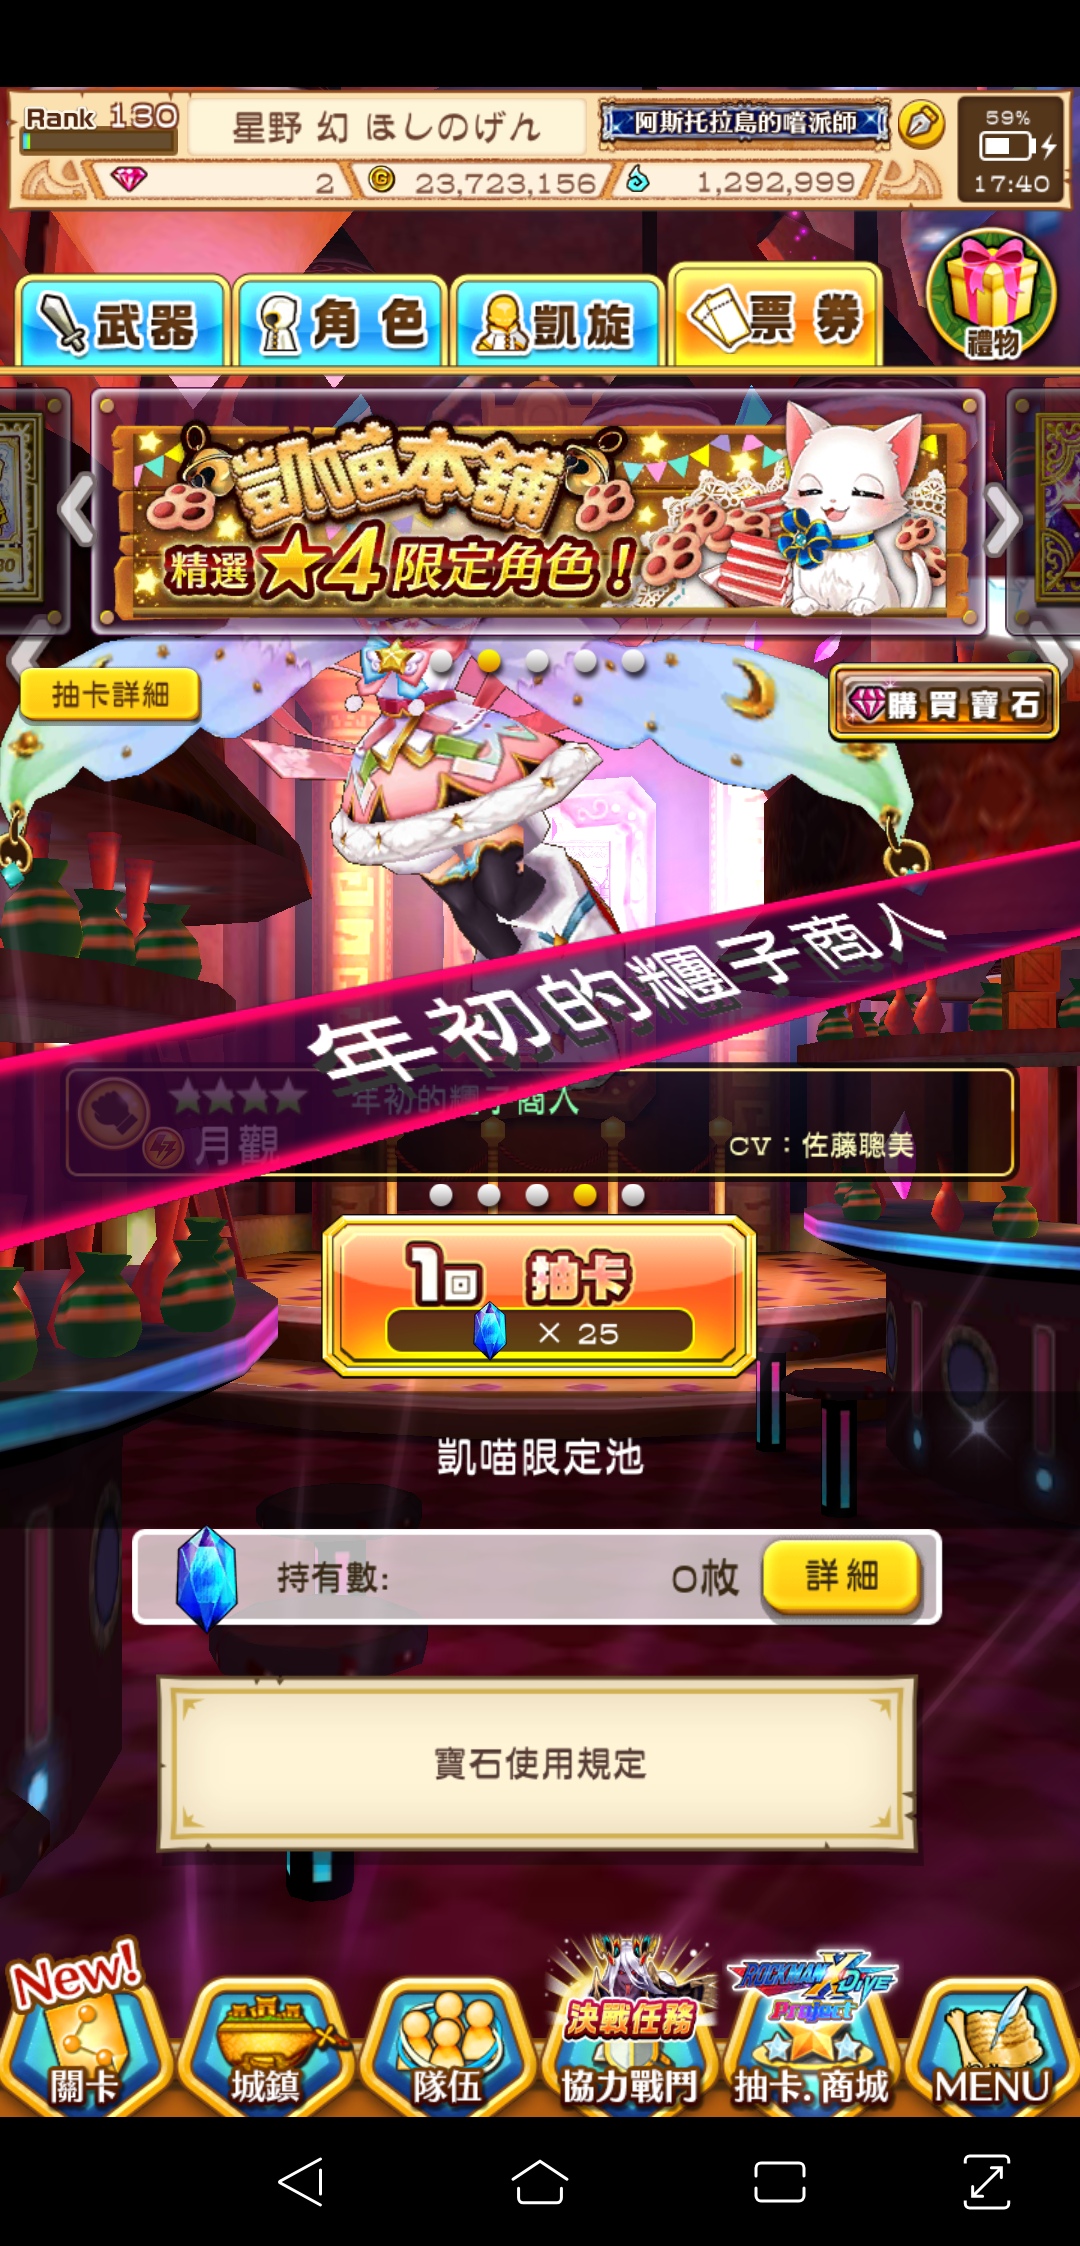 Rank 130
星野 幻 ほしのげん
阿斯托拉島的嚐派師
59%
2
23,723,156
1,292,999
17:40
武器
角色
凱旋
票券
禮物
凱喵本舖
精選★4限定角色！
抽卡詳細
購買寶石
年初的糰子商人
年初的糰子商人
月觀
CV：佐藤聰美
1回 抽卡
× 25
凱喵限定池
持有數:
0枚
詳細
寶石使用規定
New!
決戰任務
ROCKMAN X DiVE
Project
關卡
城鎮
隊伍
協力戰鬥
抽卡.商城
MENU